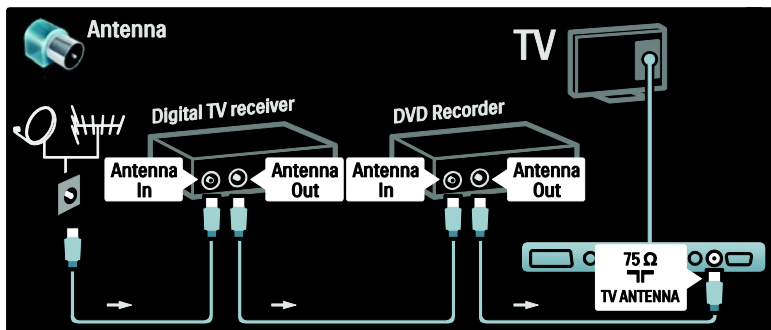 Antenna
TV
Digital TV receiver
DVD Recorder
Antenna
In
Antenna
Out
Antenna
In
Antenna
Out
75 Ω
TV ANTENNA